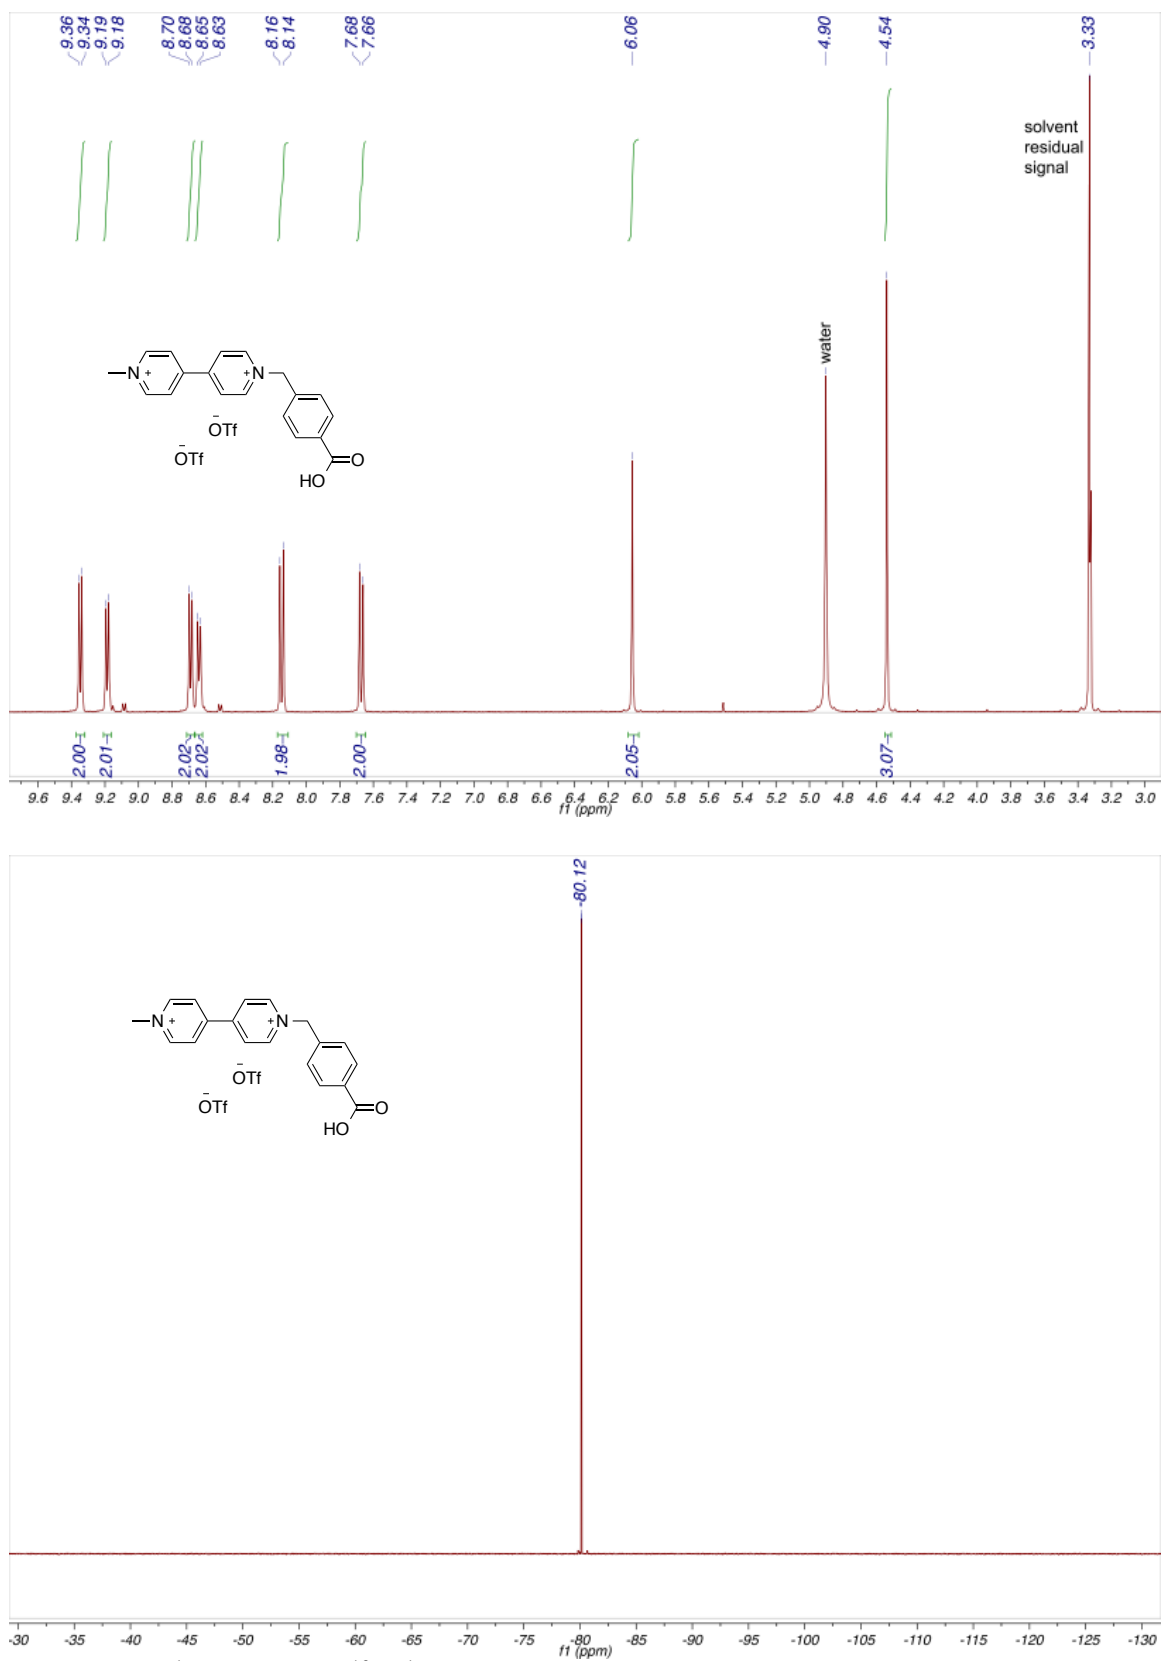 9.36
9.34
9.19
9.18
8.70
8.68
8.65
8.63
8.16
8.14
7.68
7.66
6.06
4.90
4.54
3.33
solvent
residual
signal
water
N
+
N
+
OTf
OTf
O
HO
2.00
2.01
2.02
2.02
1.98
2.00
2.05
3.07
9.6 9.4 9.2 9.0 8.8 8.6 8.4 8.2 8.0 7.8 7.6 7.4 7.2 7.0 6.8 6.6 6.4 6.2 6.0 5.8 5.6 5.4 5.2 5.0 4.8 4.6 4.4 4.2 4.0 3.8 3.6 3.4 3.2 3.0
f1 (ppm)
-80.12
N
+
N
+
OTf
OTf
O
HO
-30 -35 -40 -45 -50 -55 -60 -65 -70 -75 -80 -85 -90 -95 -100 -105 -110 -115 -120 -125 -130
f1 (ppm)